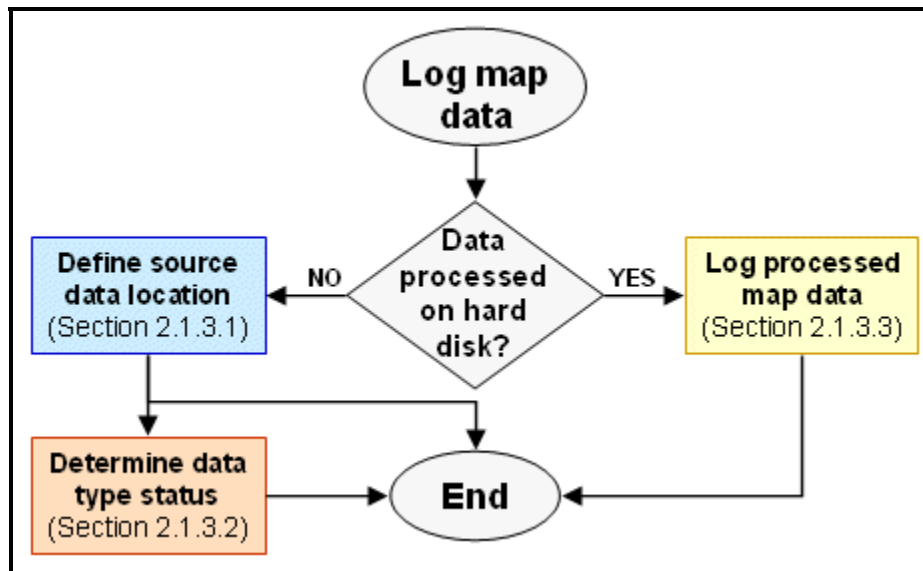 Log map
data
Data
processed
on hard
disk?
NO
YES
Define source
data location
(Section 2.1.3.1)
Log processed
map data
(Section 2.1.3.3)
Determine data
type status
(Section 2.1.3.2)
End